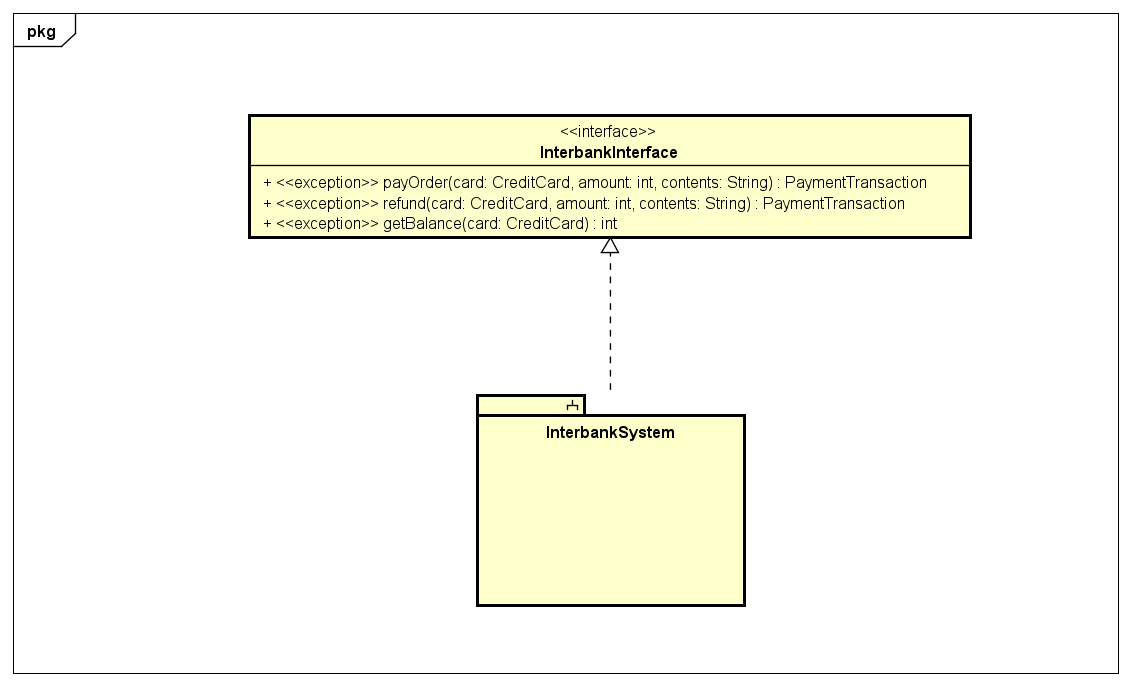 pkg
<<interface>>
InterbankInterface
+ <<exception>> payOrder(card: CreditCard, amount: int, contents: String) : PaymentTransaction
+ <<exception>> refund(card: CreditCard, amount: int, contents: String) : PaymentTransaction
+ <<exception>> getBalance(card: CreditCard) : int
InterbankSystem